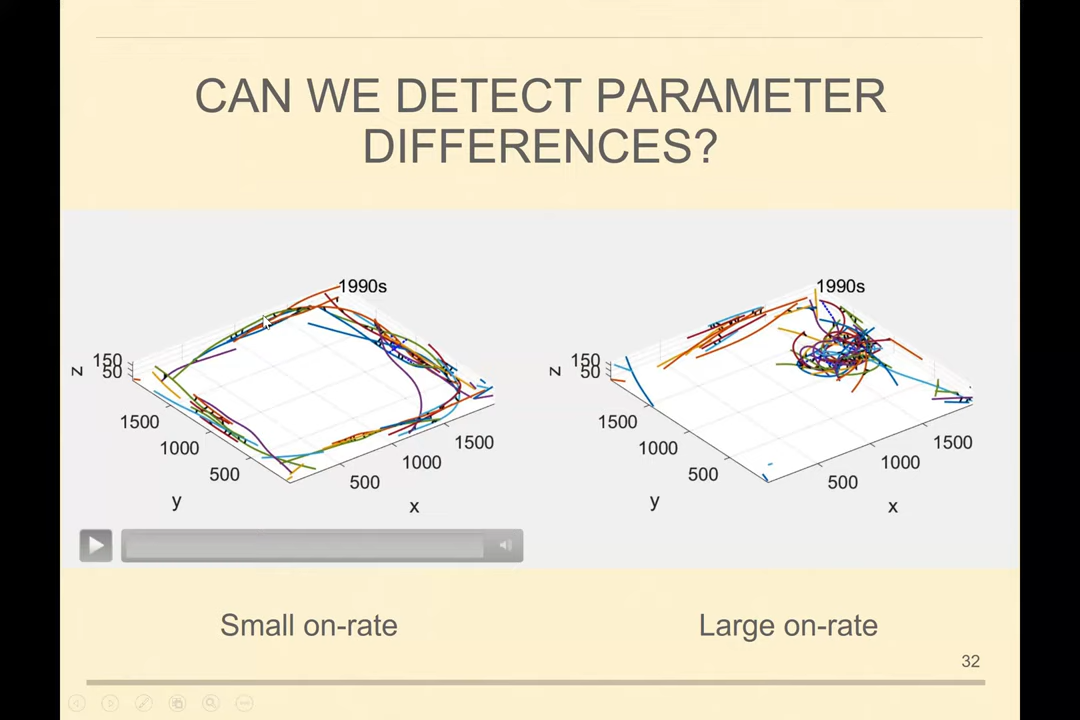 CAN WE DETECT PARAMETER
DIFFERENCES?
1990s
150
50
z
1500
1000
500
y
500
1000
1500
x
1990s
150
50
z
1500
1000
500
y
500
1000
1500
x
Small on-rate
Large on-rate
32